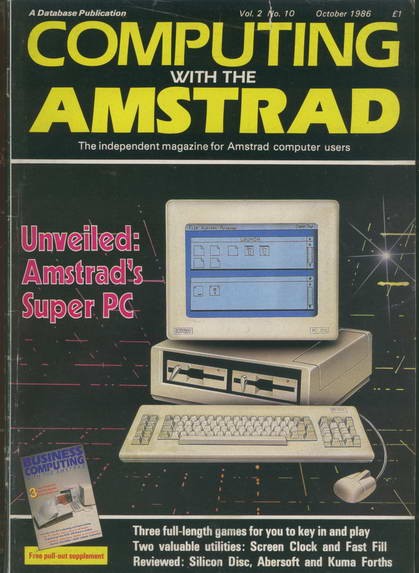 A Database Publication Vol. 2 No. 10 October 1986 £1
COMPUTING
WITH THE
AMSTRAD
The independent magazine for Amstrad computer users
Unveiled:
Amstrad's
Super PC
BUSINESS
COMPUTING
3
Free pull-out supplement
Three full-length games for you to key in and play
Two valuable utilities: Screen Clock and Fast Fill
Reviewed: Silicon Disc, Abersoft and Kuma Forths